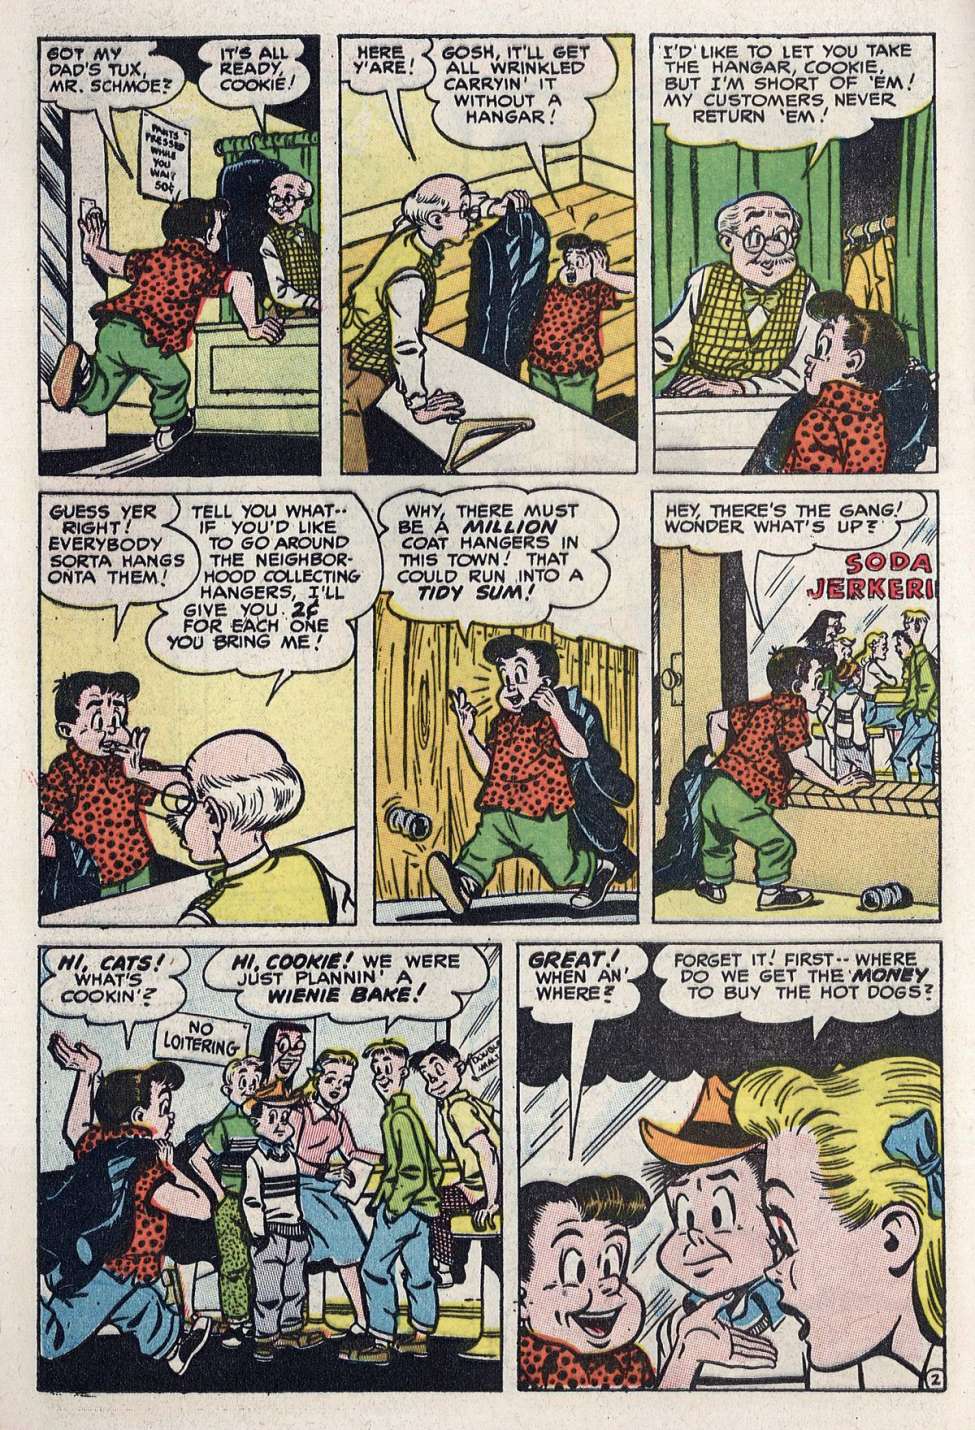 GOT MY
DAD'S TUX,
MR. SCHMOE?
IT'S ALL
READY,
COOKIE!
PANTS
PRESSED
WHILE
YOU
WAIT
50¢
HERE
Y'ARE!
GOSH, IT'LL GET
ALL WRINKLED
CARRYIN' IT
WITHOUT A
HANGAR!
I'D LIKE TO LET YOU TAKE
THE HANGAR, COOKIE,
BUT I'M SHORT OF 'EM!
MY CUSTOMERS NEVER
RETURN 'EM!
GUESS YER
RIGHT!
EVERYBODY
SORTA HANGS
ONTA THEM!
TELL YOU WHAT--
IF YOU'D LIKE
TO GO AROUND
THE NEIGHBOR-
HOOD COLLECTING
HANGERS, I'LL
GIVE YOU 2¢
FOR EACH ONE
YOU BRING ME!
WHY, THERE MUST
BE A MILLION
COAT HANGERS IN
THIS TOWN! THAT
COULD RUN INTO A
TIDY SUM!
HEY, THERE'S THE GANG!
WONDER WHAT'S UP?
SODA
JERKERI
HI, CATS!
WHAT'S
COOKIN'?
HI, COOKIE! WE WERE
JUST PLANNIN' A
WIENIE BAKE!
NO
LOITERING
DOUBLE
MALT
GREAT!
WHEN AN'
WHERE?
FORGET IT! FIRST--WHERE
DO WE GET THE MONEY
TO BUY THE HOT DOGS?
2